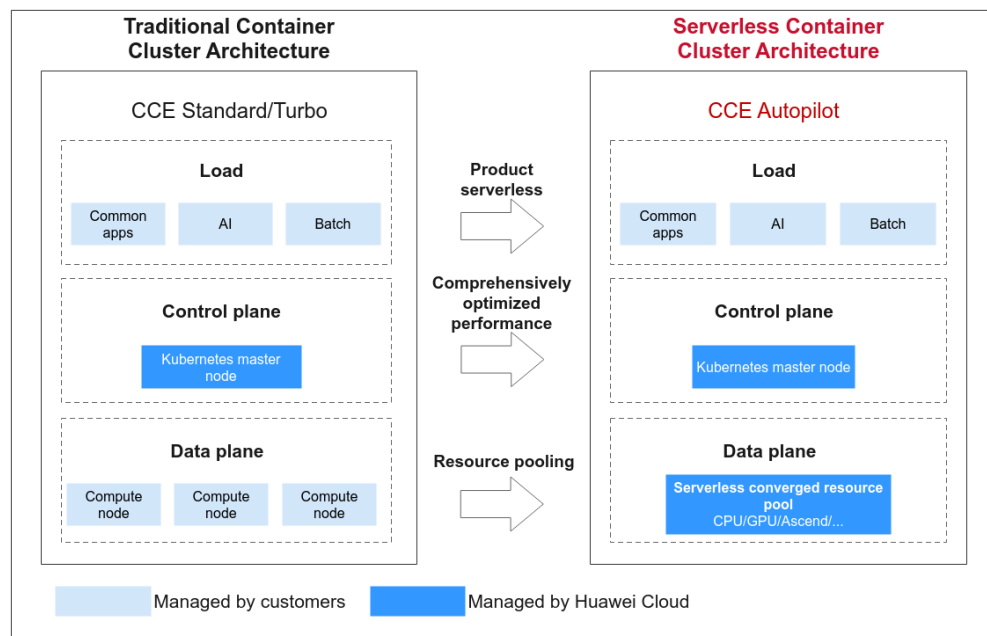 Traditional Container
Cluster Architecture
CCE Standard/Turbo
Load
Common
apps
AI
Batch
Control plane
Kubernetes master
node
Data plane
Compute
node
Compute
node
Compute
node
Product
serverless
Comprehensively
optimized
performance
Resource pooling
Serverless Container
Cluster Architecture
CCE Autopilot
Load
Common
apps
AI
Batch
Control plane
Kubernetes master node
Data plane
Serverless converged resource
pool
CPU/GPU/Ascend/...
Managed by customers
Managed by Huawei Cloud